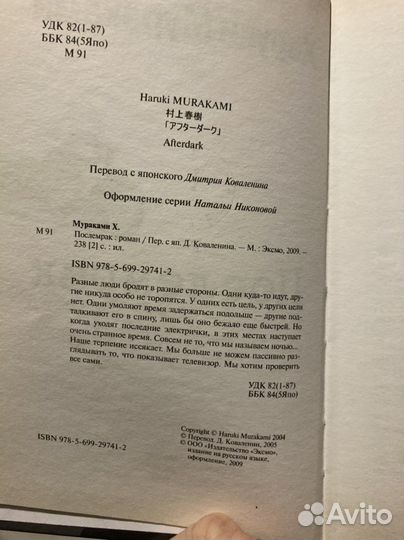 УДК 82(1-87)
ББК 84(5Япо)
М 91
Haruki MURAKAMI
村上春樹
「アフターダーク」
Afterdark
Перевод с японского Дмитрия Коваленина
Оформление серии Натальи Никоновой
Мураками Х.
М 91 Послемрак : роман / Пер. с яп. Д. Коваленина. – М. : Эксмо, 2009. –
238 [2] с. : ил.
ISBN 978-5-699-29741-2
Разные люди бродят в разные стороны. Одни куда-то идут, дру-
гие никуда особо не торопятся. У одних есть цель, у других цели
нет. Одни умоляют время задержаться подольше – другие под-
талкивают его в спину, лишь бы оно бежало еще быстрей. Но
когда уходят последние электрички, в этих местах наступает
очень странное время. Совсем не то, что мы называем ночью...
Наше терпение иссякает. Мы больше не можем пассивно раз-
глядывать то, что показывает телевизор. Мы хотим проверить
все сами.
УДК 82(1-87)
ББК 84(5Япо)
Copyright © Haruki Murakami 2004
© Перевод. Д. Коваленин, 2005
© ООО «Издательство «Эксмо»,
издание на русском языке,
оформление, 2009
ISBN 978-5-699-29741-2
Avito